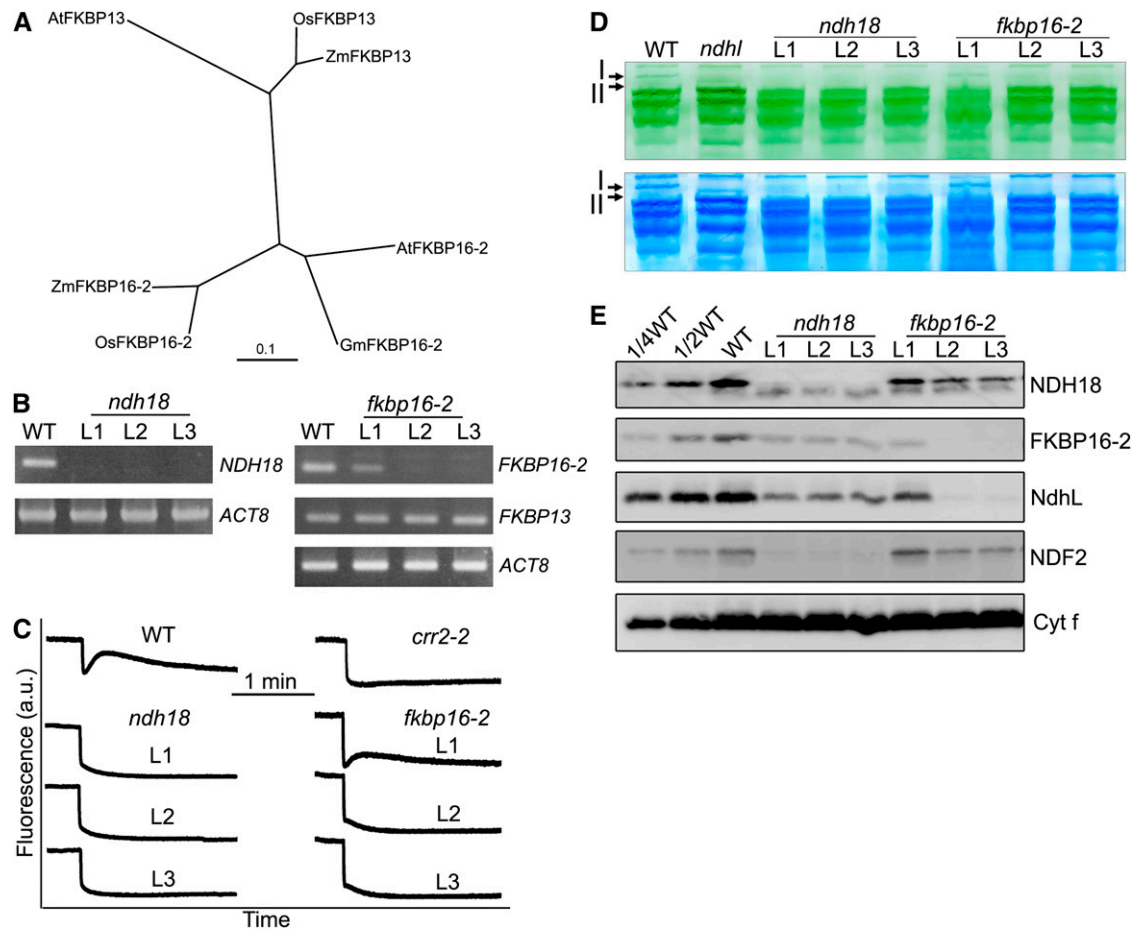 A
AtFKBP13
OsFKBP13
ZmFKBP13
AtFKBP16-2
ZmFKBP16-2
OsFKBP16-2
GmFKBP16-2
0.1
B
ndh18
WT L1 L2 L3
NDH18
ACT8
fkbp16-2
WT L1 L2 L3
FKBP16-2
FKBP13
ACT8
C
WT
crr2-2
1 min
ndh18
fkbp16-2
L1
L1
L2
L2
L3
L3
Fluorescence (a.u.)
Time
D
ndh18
fkbp16-2
WT ndhl L1 L2 L3 L1 L2 L3
I
II
I
II
E
ndh18
fkbp16-2
1/4WT 1/2WT WT L1 L2 L3 L1 L2 L3
NDH18
FKBP16-2
NdhL
NDF2
Cyt f